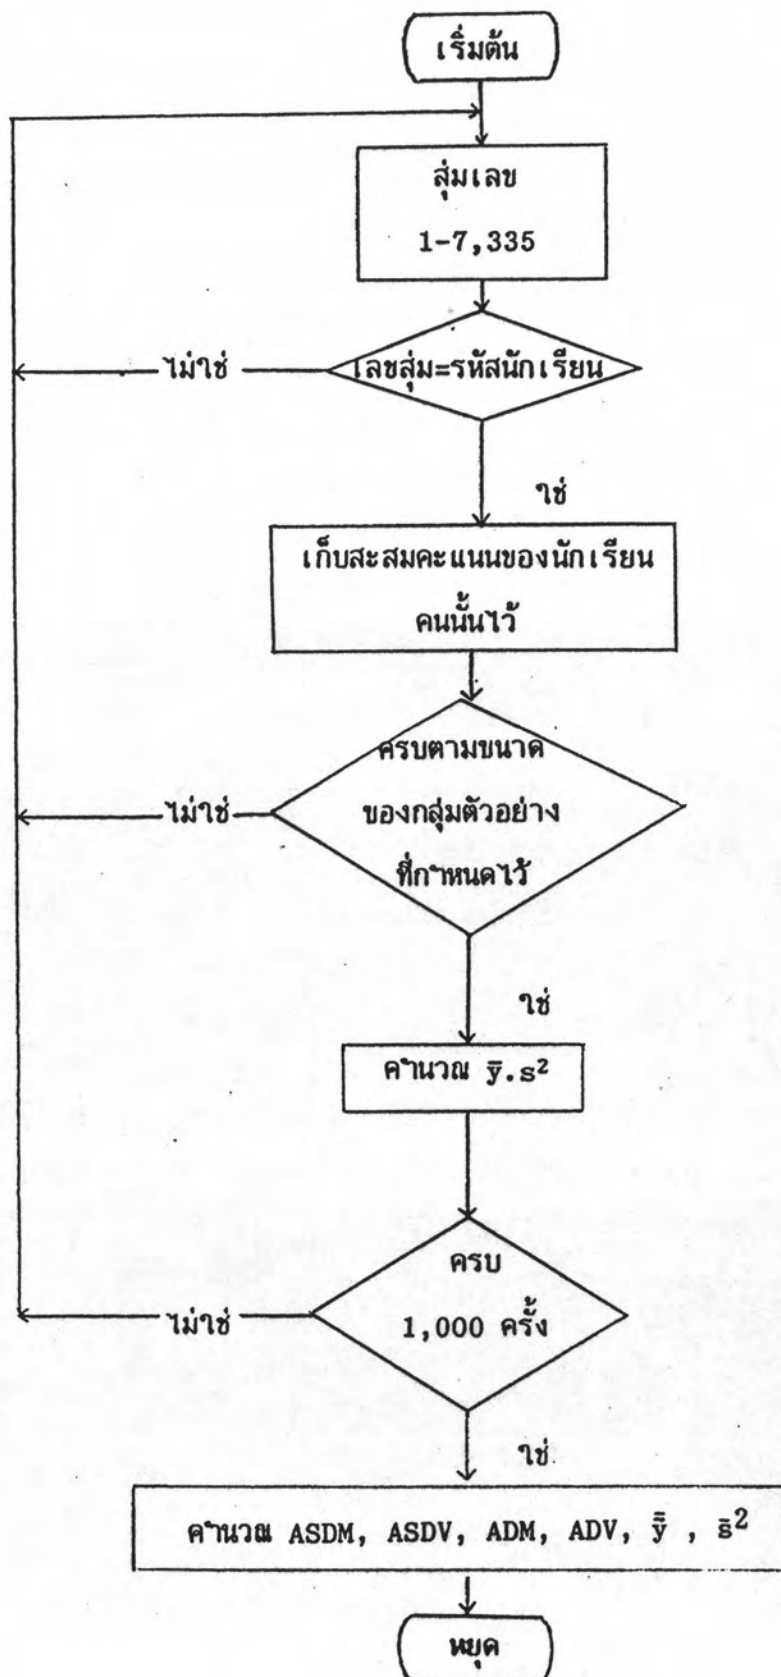 เริ่มต้น
สุ่มเลข
1-7,335
เลขสุ่ม=รหัสนักเรียน
ไม่ใช่
ใช่
เก็บสะสมคะแนนของนักเรียน
คนนั้นไว้
ครบตามขนาด
ของกลุ่มตัวอย่าง
ที่กำหนดไว้
ไม่ใช่
ใช่
คำนวณ ȳ.s²
ครบ
1,000 ครั้ง
ไม่ใช่
ใช่
คำนวณ ASDM, ASDV, ADM, ADV, ȳ̄ , s̄²
หยุด